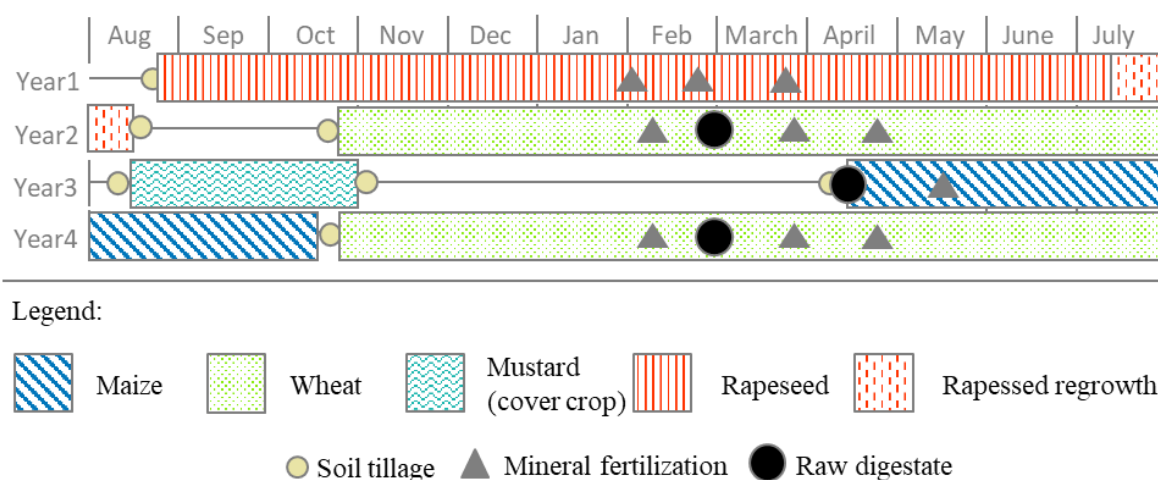 Aug Sep Oct Nov Dec Jan Feb March April May June July
Year1
Year2
Year3
Year4
Legend:
Maize Wheat Mustard (cover crop) Rapeseed Rapessed regrowth
Soil tillage Mineral fertilization Raw digestate